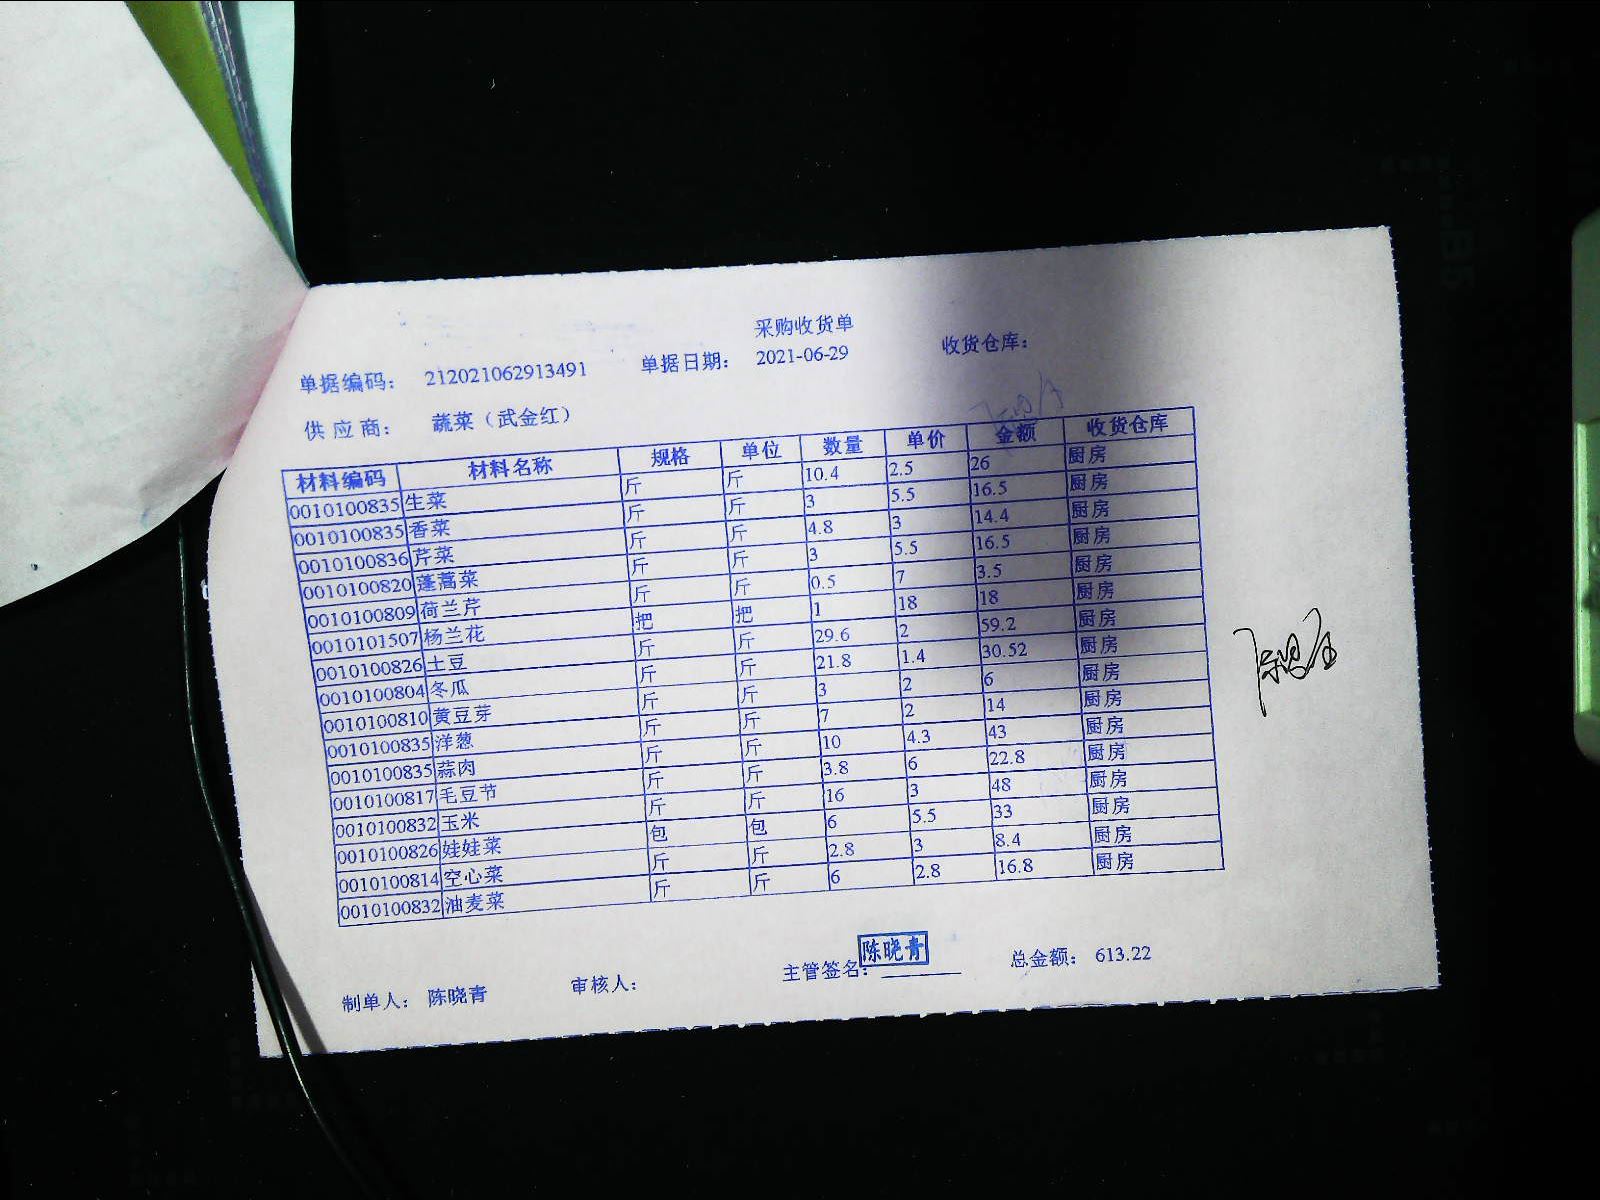 采购收货单
单据编码： 212021062913491 单据日期： 2021-06-29 收货仓库：
供应商： 蔬菜（武金红）
材料编码 材料名称 规格 单位 数量 单价 金额 收货仓库
0010100835 生菜 斤 斤 10.4 2.5 26 厨房
0010100835 香菜 斤 斤 3 5.5 16.5 厨房
0010100836 芹菜 斤 斤 4.8 3 14.4 厨房
0010100820 蓬蒿菜 斤 斤 3 5.5 16.5 厨房
0010100809 荷兰芹 斤 斤 0.5 7 3.5 厨房
0010101507 杨兰花 把 把 1 18 18 厨房
0010100826 土豆 斤 斤 29.6 2 59.2 厨房
0010100804 冬瓜 斤 斤 21.8 1.4 30.52 厨房
0010100810 黄豆芽 斤 斤 3 2 6 厨房
0010100835 洋葱 斤 斤 7 2 14 厨房
0010100835 蒜肉 斤 斤 10 4.3 43 厨房
0010100817 毛豆节 斤 斤 3.8 6 22.8 厨房
0010100832 玉米 斤 斤 16 3 48 厨房
0010100826 娃娃菜 包 包 6 5.5 33 厨房
0010100814 空心菜 斤 斤 2.8 3 8.4 厨房
0010100832 油麦菜 斤 斤 6 2.8 16.8 厨房
制单人： 陈晓青 审核人： 主管签名： 陈晓青 总金额： 613.22